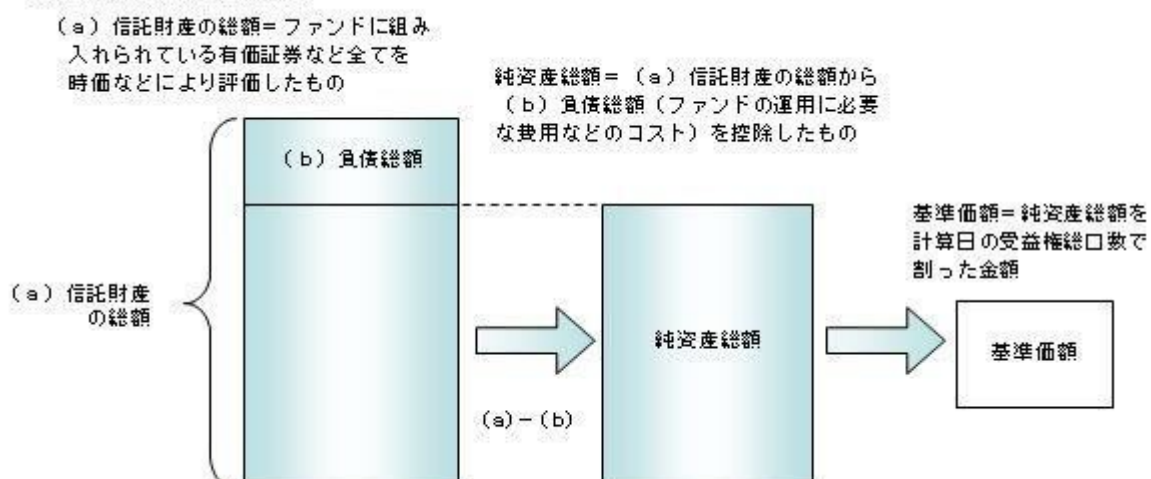 (a)信託財産の総額=ファンドに組み
入れられている有価証券など全てを
時価などにより評価したもの
純資産総額=(a)信託財産の総額から
(b)負債総額(ファンドの運用に必要
な費用などのコスト)を控除したもの
(b)負債総額
基準価額=純資産総額を
計算日の受益権総口数で
割った金額
(a)信託財産
の総額
純資産総額
基準価額
(a)-(b)